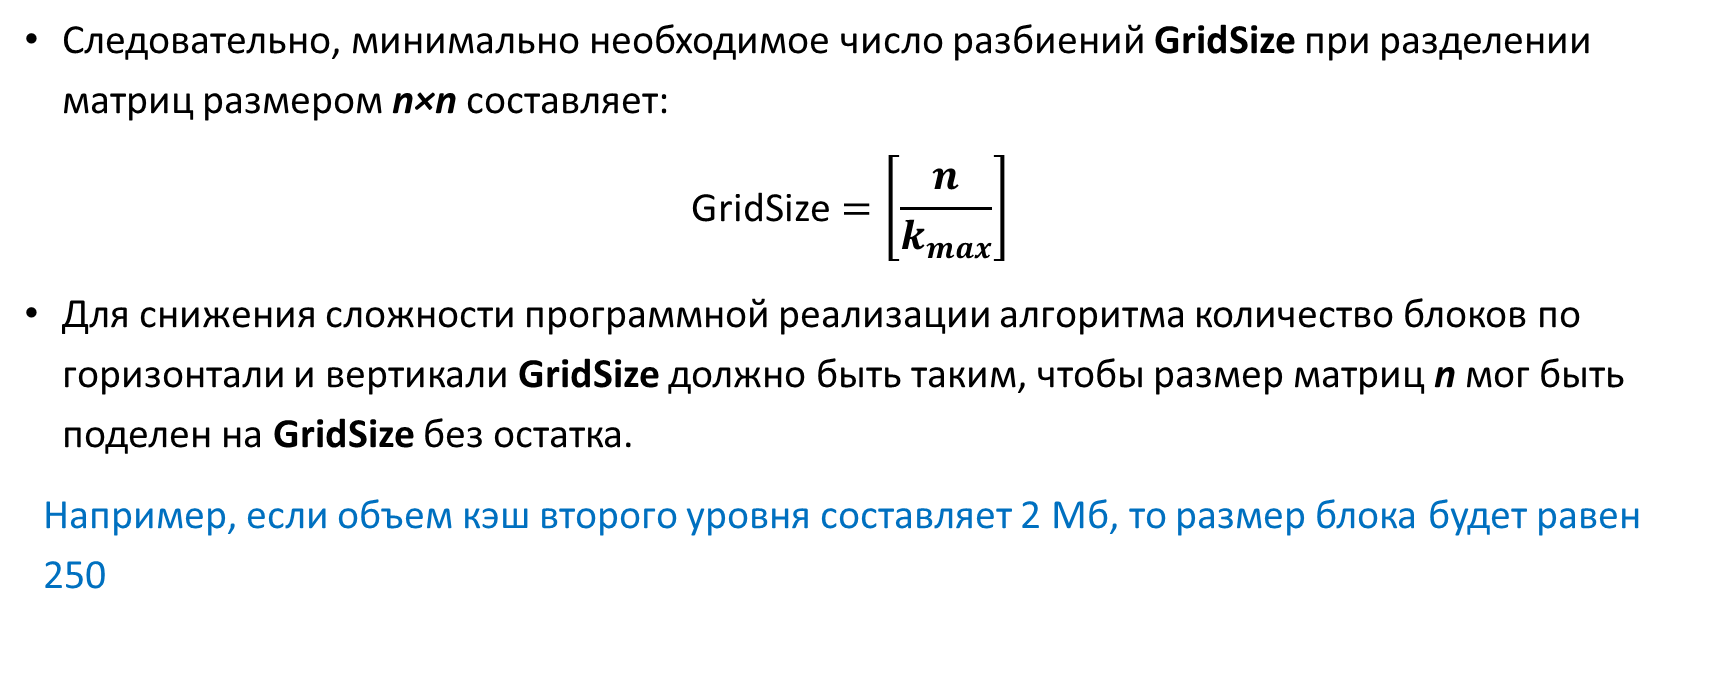 • Следовательно, минимально необходимое число разбиений GridSize при разделении
матриц размером n×n составляет:
GridSize = [n / k_max]
• Для снижения сложности программной реализации алгоритма количество блоков по
горизонтали и вертикали GridSize должно быть таким, чтобы размер матриц n мог быть
поделен на GridSize без остатка.
Например, если объем кэш второго уровня составляет 2 Мб, то размер блока будет равен
250